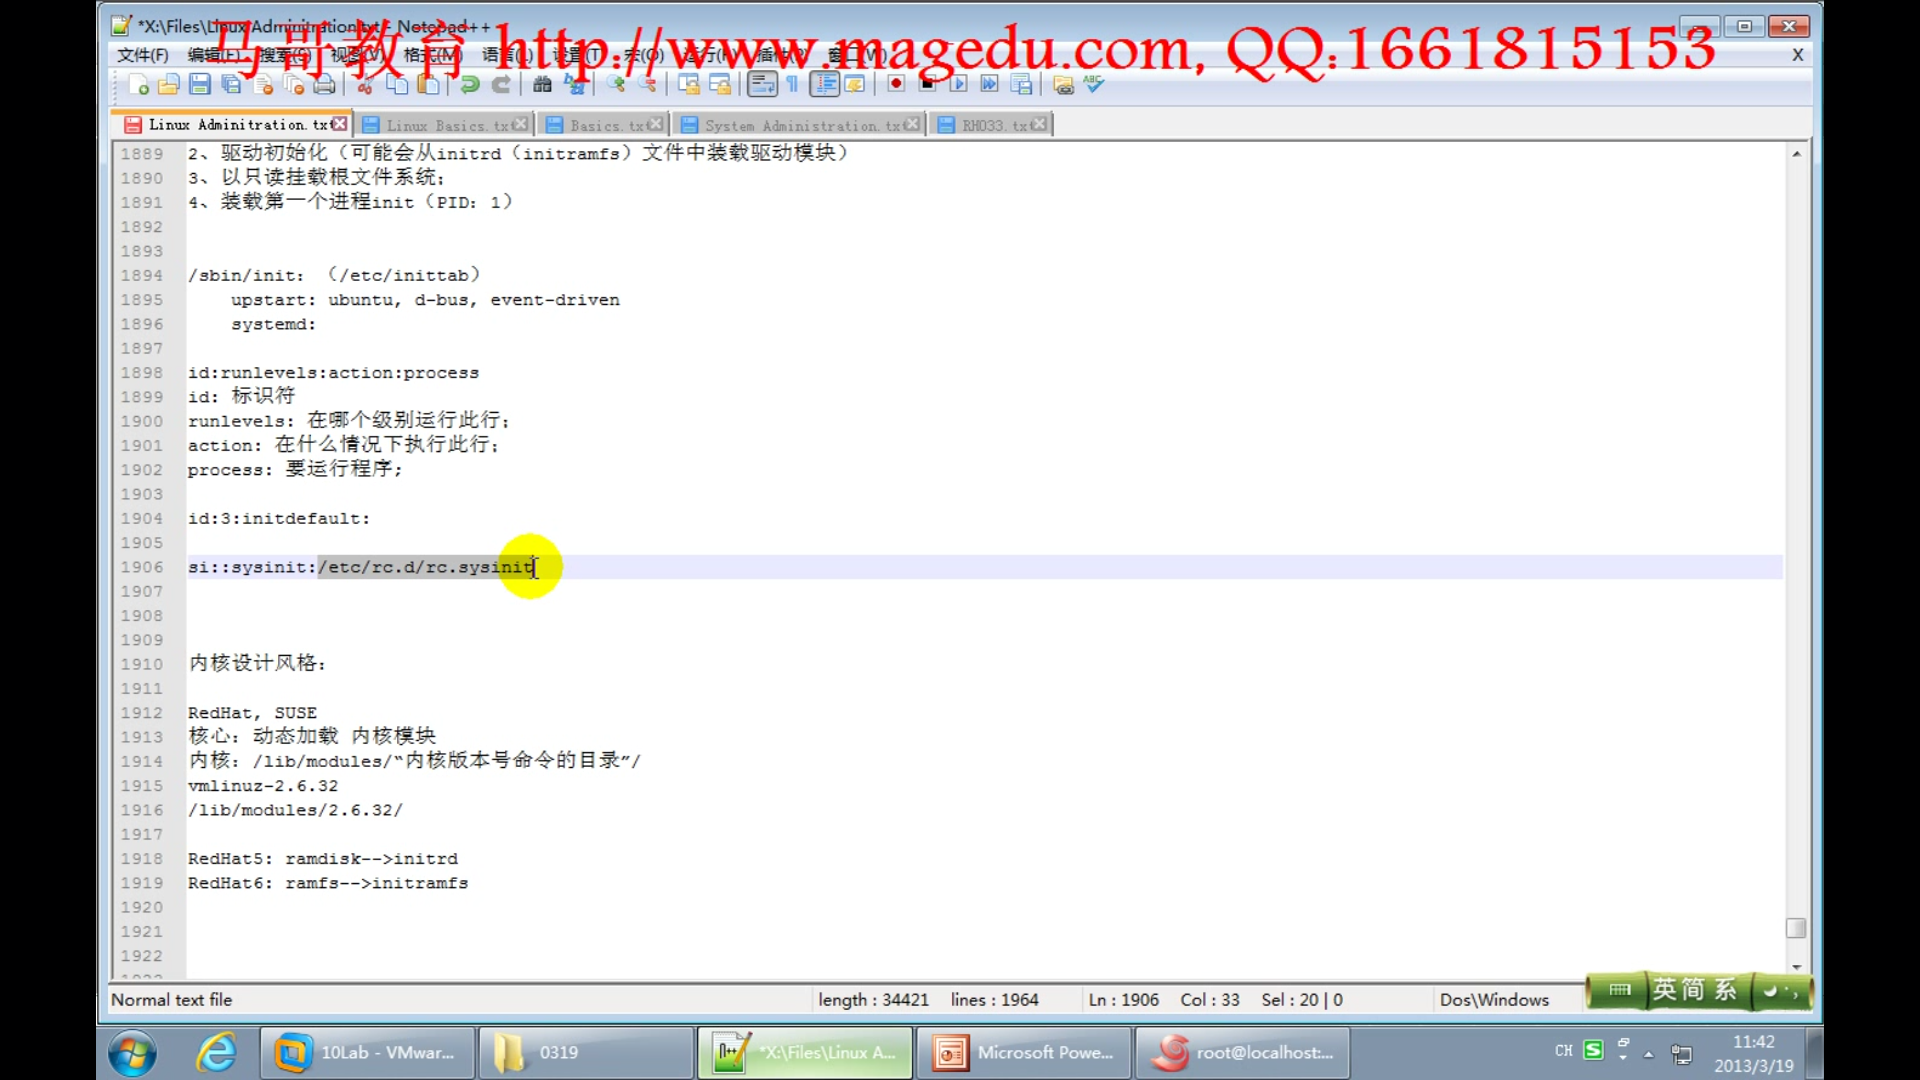 *X:\Files\Linux Adminitration.txt - Notepad++
马哥教育 http://www.magedu.com, QQ:1661815153
文件(F) 编辑(E) 搜索(S) 视图(V) 格式(M) 语言(L) 设置(T) 宏(O) 运行(R) 插件(P) 窗口(W) X
Linux Adminitration.txt Linux Basics.txt Basics.txt System Administration.txt RH033.txt
1889 2、驱动初始化（可能会从initrd（initramfs）文件中装载驱动模块）
1890 3、以只读挂载根文件系统;
1891 4、装载第一个进程init（PID: 1）
1892
1893
1894 /sbin/init: （/etc/inittab）
1895 upstart: ubuntu, d-bus, event-driven
1896 systemd:
1897
1898 id:runlevels:action:process
1899 id: 标识符
1900 runlevels: 在哪个级别运行此行;
1901 action: 在什么情况下执行此行;
1902 process: 要运行程序;
1903
1904 id:3:initdefault:
1905
1906 si::sysinit:/etc/rc.d/rc.sysinit
1907
1908
1909
1910 内核设计风格:
1911
1912 RedHat, SUSE
1913 核心: 动态加载 内核模块
1914 内核: /lib/modules/“内核版本号命令的目录”/
1915 vmlinuz-2.6.32
1916 /lib/modules/2.6.32/
1917
1918 RedHat5: ramdisk-->initrd
1919 RedHat6: ramfs-->initramfs
1920
1921
1922
Normal text file length : 34421 lines : 1964 Ln : 1906 Col : 33 Sel : 20 | 0 Dos\Windows
英简系
10Lab - VMwar... 0319 *X:\Files\Linux A... Microsoft Powe... root@localhost:... CH 11:42
2013/3/19